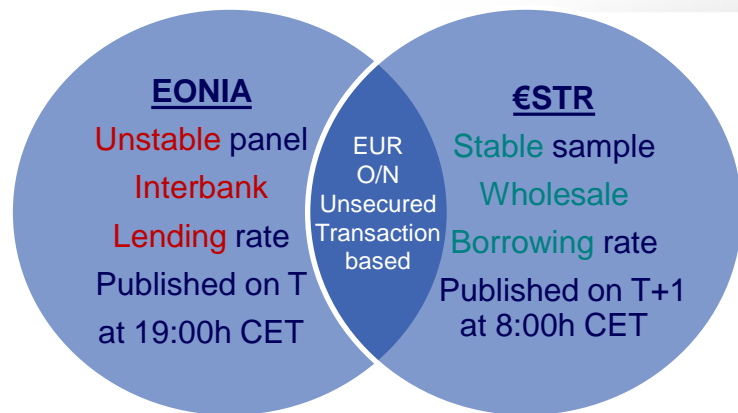 EONIA
Unstable panel
Interbank
Lending rate
Published on T
at 19:00h CET
EUR
O/N
Unsecured
Transaction
based
€STR
Stable sample
Wholesale
Borrowing rate
Published on T+1
at 8:00h CET